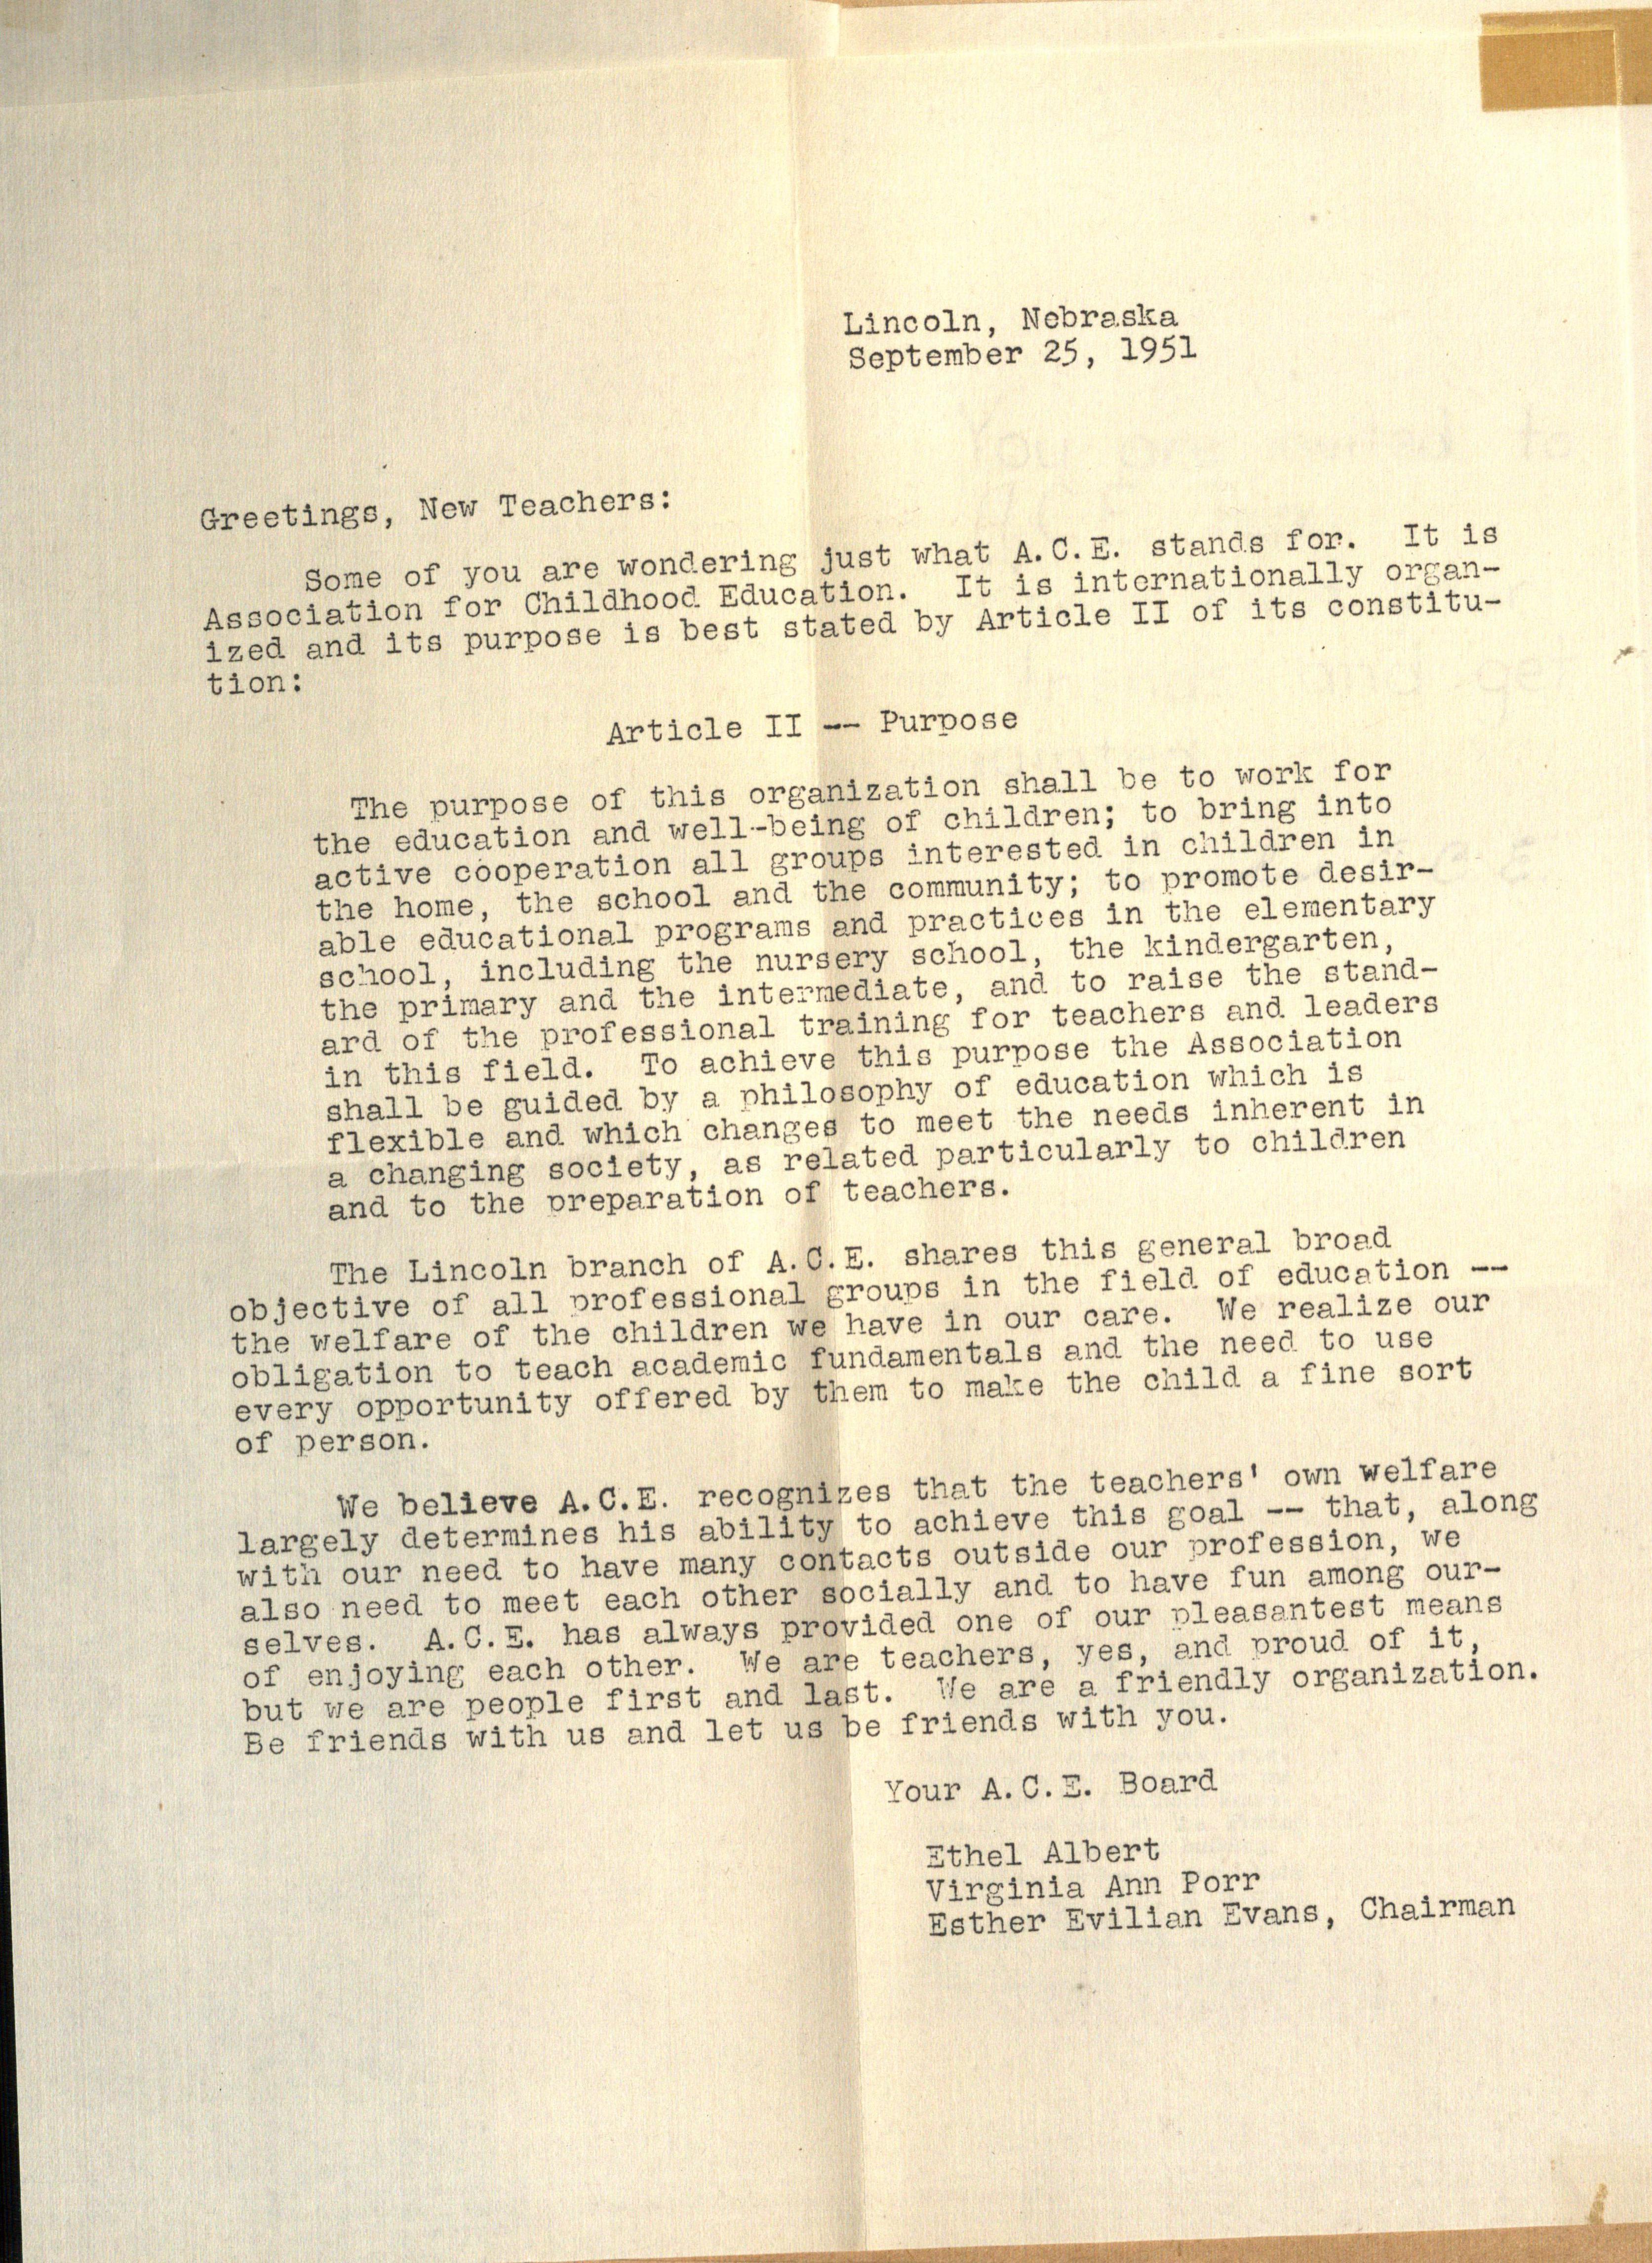 Lincoln, Nebraska
September 25, 1951
Greetings, New Teachers:
Some of you are wondering just what A.C.E. stands for. It is
Association for Childhood Education. It is internationally organ-
ized and its purpose is best stated by Article II of its constitu-
tion:
Article II -- Purpose
The purpose of this organization shall be to work for
the education and well-being of children; to bring into
active cooperation all groups interested in children in
the home, the school and the community; to promote desir-
able educational programs and practices in the elementary
school, including the nursery school, the kindergarten,
the primary and the intermediate, and to raise the stand-
ard of the professional training for teachers and leaders
in this field. To achieve this purpose the Association
shall be guided by a philosophy of education which is
flexible and which changes to meet the needs inherent in
a changing society, as related particularly to children
and to the preparation of teachers.
The Lincoln branch of A.C.E. shares this general broad
objective of all professional groups in the field of education --
the welfare of the children we have in our care. We realize our
obligation to teach academic fundamentals and the need to use
every opportunity offered by them to make the child a fine sort
of person.
We believe A.C.E. recognizes that the teachers' own welfare
largely determines his ability to achieve this goal -- that, along
with our need to have many contacts outside our profession, we
also need to meet each other socially and to have fun among our-
selves. A.C.E. has always provided one of our pleasantest means
of enjoying each other. We are teachers, yes, and proud of it,
but we are people first and last. We are a friendly organization.
Be friends with us and let us be friends with you.
Your A.C.E. Board
Ethel Albert
Virginia Ann Porr
Esther Evilian Evans, Chairman